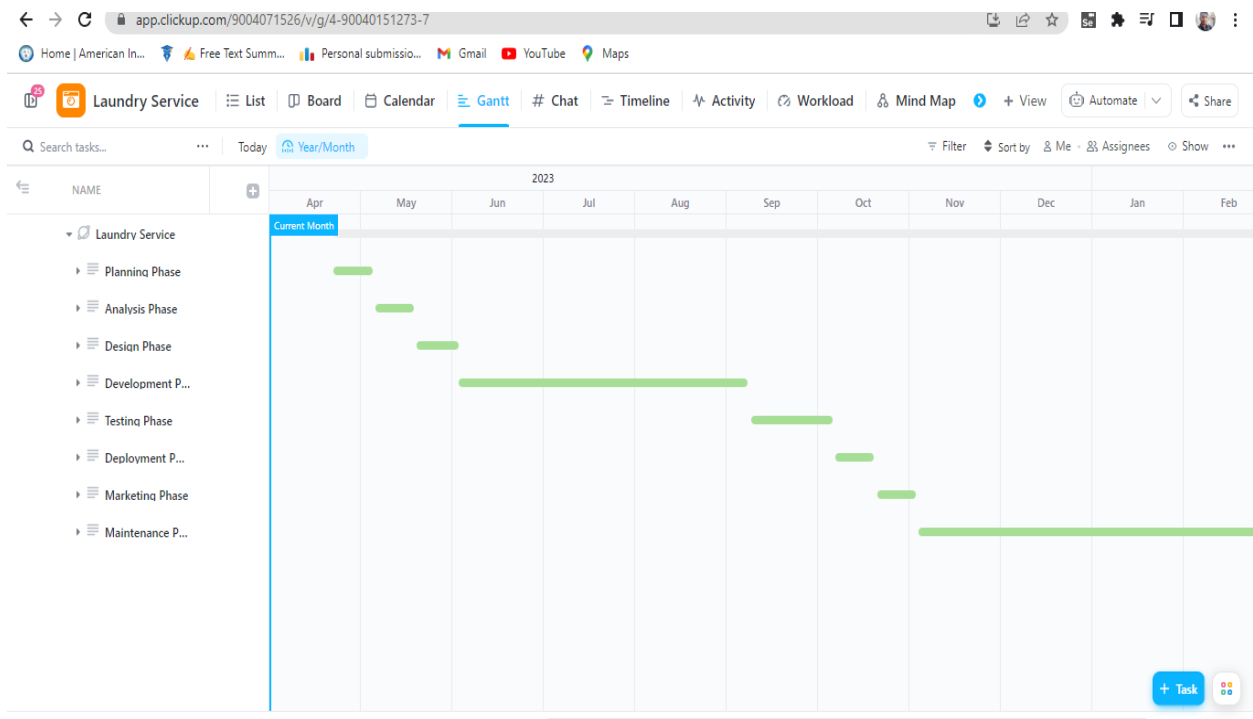 app.clickup.com/9004071526/v/g/4-90040151273-7
Home | American In... Free Text Summ... Personal submissio... Gmail YouTube Maps
25 Laundry Service List Board Calendar Gantt # Chat Timeline Activity Workload Mind Map + View Automate Share
Search tasks... ... Today Year/Month Filter Sort by Me Assignees Show ...
NAME
2023
Apr May Jun Jul Aug Sep Oct Nov Dec Jan Feb
Current Month
Laundry Service
Planning Phase
Analysis Phase
Design Phase
Development P...
Testing Phase
Deployment P...
Marketing Phase
Maintenance P...
+ Task